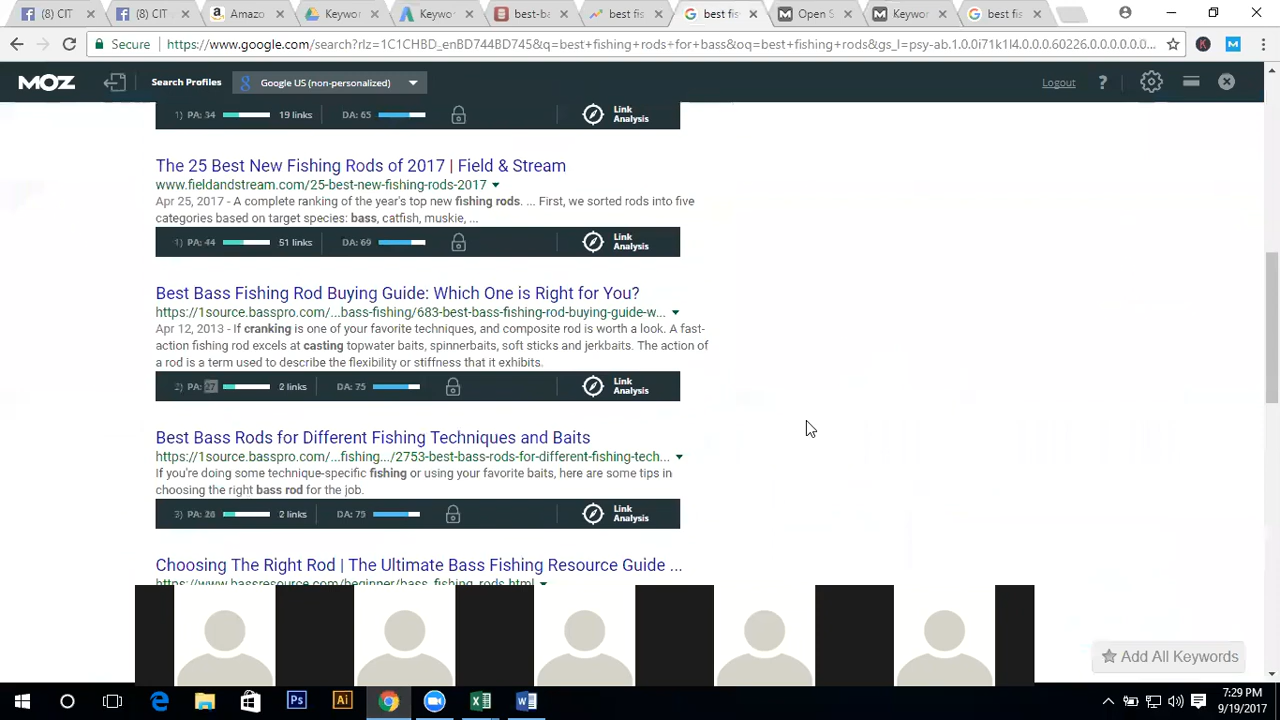 (8) CIT
(8) CIT
Amazo
Keywor
Keywo
best-ba
best fis
best fis
Open S
Keywo
best fis
Secure https://www.google.com/search?rlz=1C1CHBD_enBD744BD745&q=best+fishing+rods+for+bass&oq=best+fishing+rods&gs_l=psy-ab.1.0.0i71k1l4.0.0.0.60226.0.0.0.0.0...
MOZ Search Profiles Google US (non-personalized) Logout ?
1) PA: 34 19 links DA: 65 Link Analysis
The 25 Best New Fishing Rods of 2017 | Field & Stream
www.fieldandstream.com/25-best-new-fishing-rods-2017
Apr 25, 2017 - A complete ranking of the year's top new fishing rods. ... First, we sorted rods into five
categories based on target species: bass, catfish, muskie, ...
1) PA: 44 51 links DA: 69 Link Analysis
Best Bass Fishing Rod Buying Guide: Which One is Right for You?
https://1source.basspro.com/...bass-fishing/683-best-bass-fishing-rod-buying-guide-w...
Apr 12, 2013 - If cranking is one of your favorite techniques, and composite rod is worth a look. A fast-
action fishing rod excels at casting topwater baits, spinnerbaits, soft sticks and jerkbaits. The action of
a rod is a term used to describe the flexibility or stiffness that it exhibits.
2) PA: 27 2 links DA: 75 Link Analysis
Best Bass Rods for Different Fishing Techniques and Baits
https://1source.basspro.com/...fishing.../2753-best-bass-rods-for-different-fishing-tech...
If you're doing some technique-specific fishing or using your favorite baits, here are some tips in
choosing the right bass rod for the job.
3) PA: 26 2 links DA: 75 Link Analysis
Choosing The Right Rod | The Ultimate Bass Fishing Resource Guide ...
https://www.bassresource.com/beginner/bass_fishing_rods.html
Add All Keywords
7:29 PM
9/19/2017